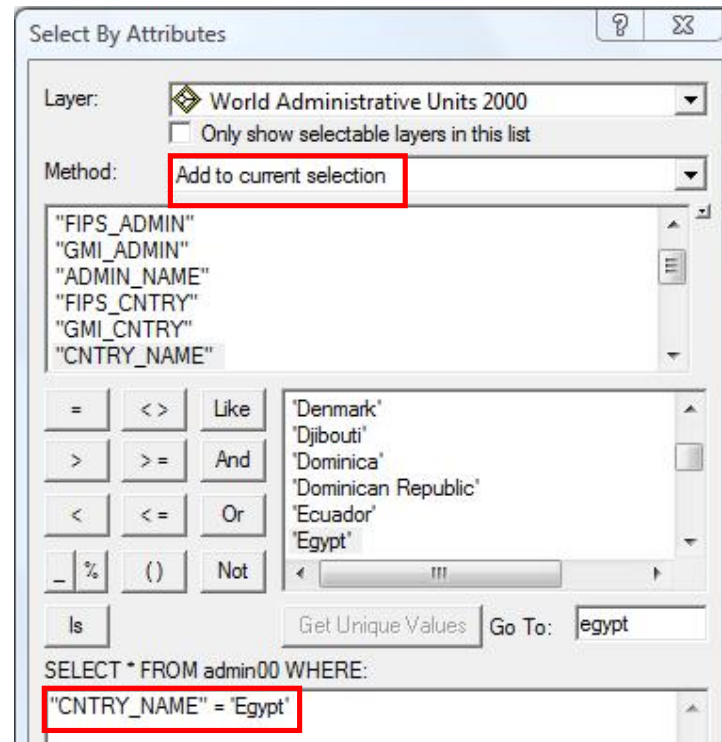 Select By Attributes
Layer:
World Administrative Units 2000
Only show selectable layers in this list
Method:
Add to current selection
"FIPS_ADMIN"
"GMI_ADMIN"
"ADMIN_NAME"
"FIPS_CNTRY"
"GMI_CNTRY"
"CNTRY_NAME"
= <> Like
> >= And
< <= Or
_ % () Not
Is
'Denmark'
'Djibouti'
'Dominica'
'Dominican Republic'
'Ecuador'
'Egypt'
Get Unique Values Go To: egypt
SELECT * FROM admin00 WHERE:
"CNTRY_NAME" = 'Egypt'